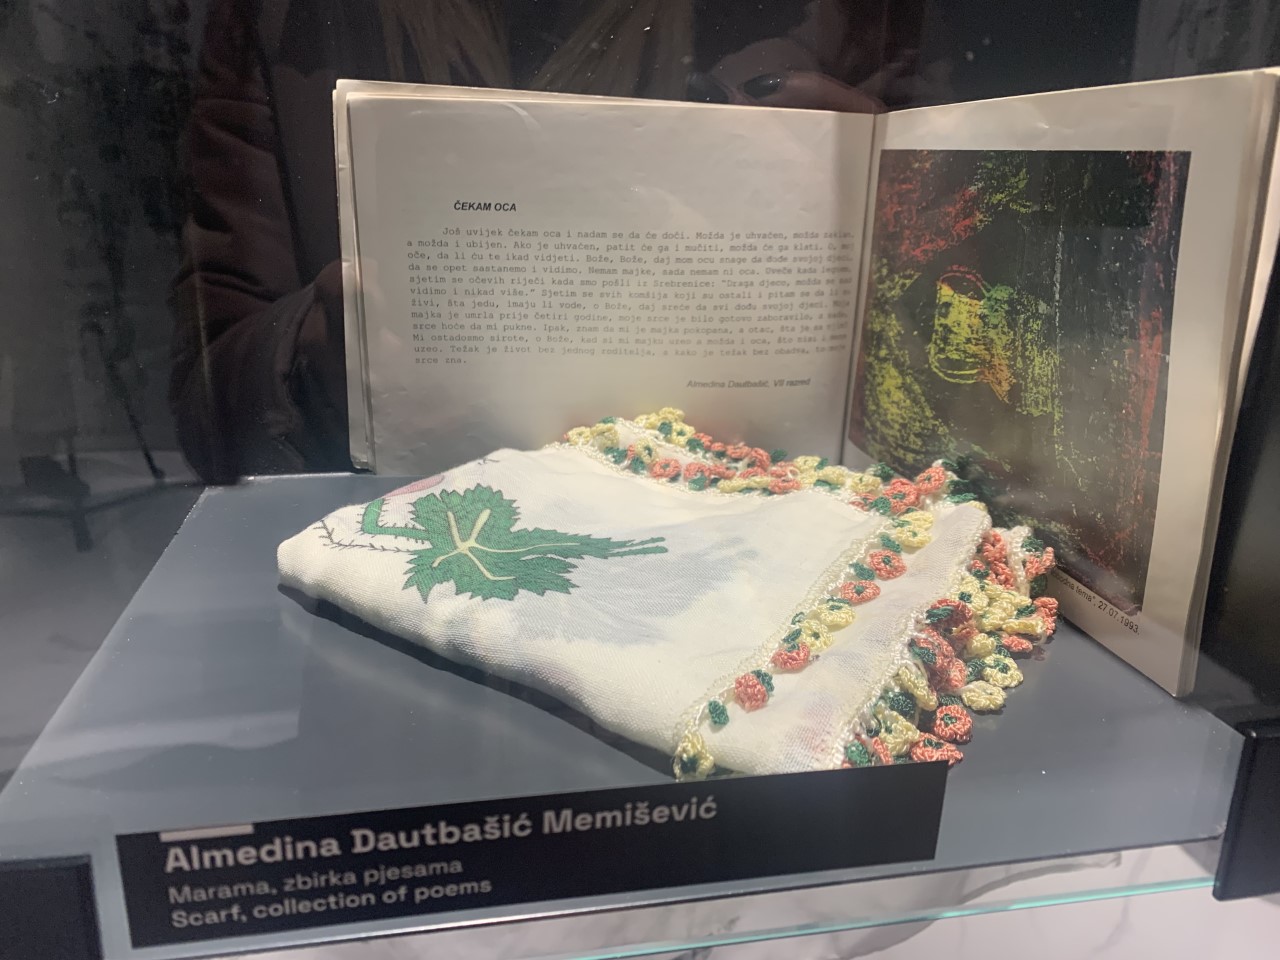 ČEKAM OCA
Još uvijek čekam oca i nadam se da će doći. Možda je uhvaćen, možda
a možda i ubijen. Ako je uhvaćen, patit će ga i mučiti, možda će ga klati. O,
oče, da li ću te ikad vidjeti. Bože, Bože, daj mom ocu snage da dođe svojoj
da se opet sastanemo i vidimo. Nemam majke, sada nemam ni oca. Uveče kada
sjetim se očevih riječi kada smo pošli iz Srebrenice: "Draga djeco, možda se
vidimo i nikad više." Sjetim se svih komšija koji su ostali i pitam se da li
živi, šta jedu, imaju li vode, o Bože, daj sreće da svi dođu svojoj djeci.
majka je umrla prije četiri godine, moje srce je bilo gotovo zaboravilo, a
srce hoće da mi pukne. Ipak, znam da mi je majka pokopana, a otac, šta je sa
Mi ostadosmo sirote, o Bože, kad si mi majku uzeo a možda i oca, što nisi i
uzeo. Težak je život bez jednog roditelja, a kako je težak bez obadva, to
srce zna.
Almedina Dautbašić, VII razred
tema", 27.07.1993.
Almedina Dautbašić Memišević
Marama, zbirka pjesama
Scarf, collection of poems